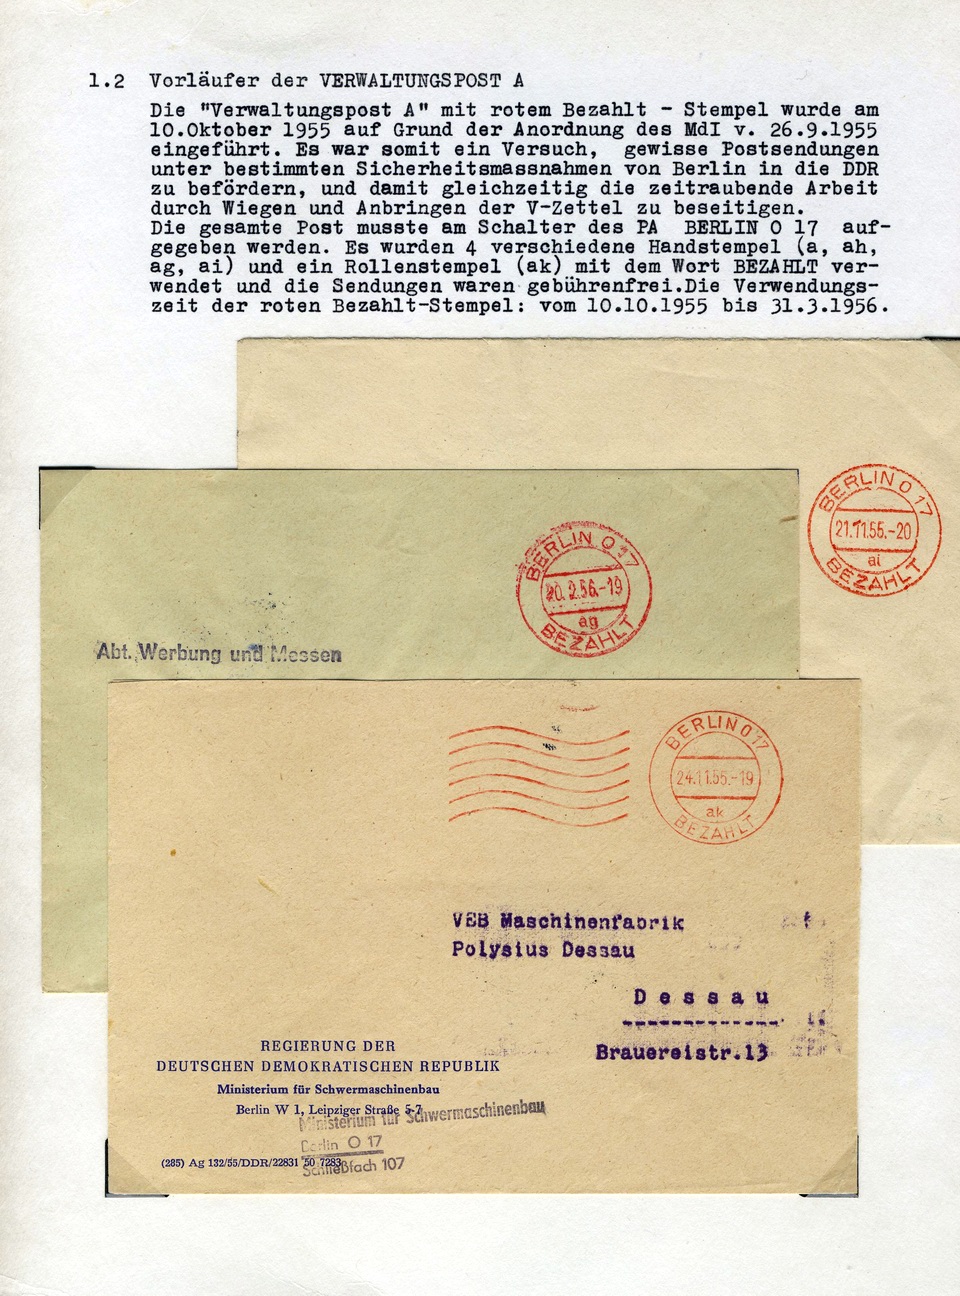 1.2 Vorläufer der VERWALTUNGSPOST A
Die "Verwaltungspost A" mit rotem Bezahlt - Stempel wurde am
10.Oktober 1955 auf Grund der Anordnung des MdI v. 26.9.1955
eingeführt. Es war somit ein Versuch, gewisse Postsendungen
unter bestimmten Sicherheitsmassnahmen von Berlin in die DDR
zu befördern, und damit gleichzeitig die zeitraubende Arbeit
durch Wiegen und Anbringen der V-Zettel zu beseitigen.
Die gesamte Post musste am Schalter des PA BERLIN O 17 auf-
gegeben werden. Es wurden 4 verschiedene Handstempel (a, ah,
ag, ai) und ein Rollenstempel (ak) mit dem Wort BEZAHLT ver-
wendet und die Sendungen waren gebührenfrei.Die Verwendungs-
zeit der roten Bezahlt-Stempel: vom 10.10.1955 bis 31.3.1956.
BERLIN O 17
21.11.55.-20
ai
BEZAHLT
BERLIN O 17
20.2.56.-19
ag
BEZAHLT
Abt. Werbung und Messen
BERLIN O 17
24.11.55.-19
ak
BEZAHLT
VEB Maschinenfabrik
Polysius Dessau
Dessau
Brauereistr.13
REGIERUNG DER
DEUTSCHEN DEMOKRATISCHEN REPUBLIK
Ministerium für Schwermaschinenbau
Berlin W 1, Leipziger Straße 5-7
Ministerium für Schwermaschinenbau
Berlin O 17
Schließfach 107
(285) Ag 132/55/DDR/22831 50 7283